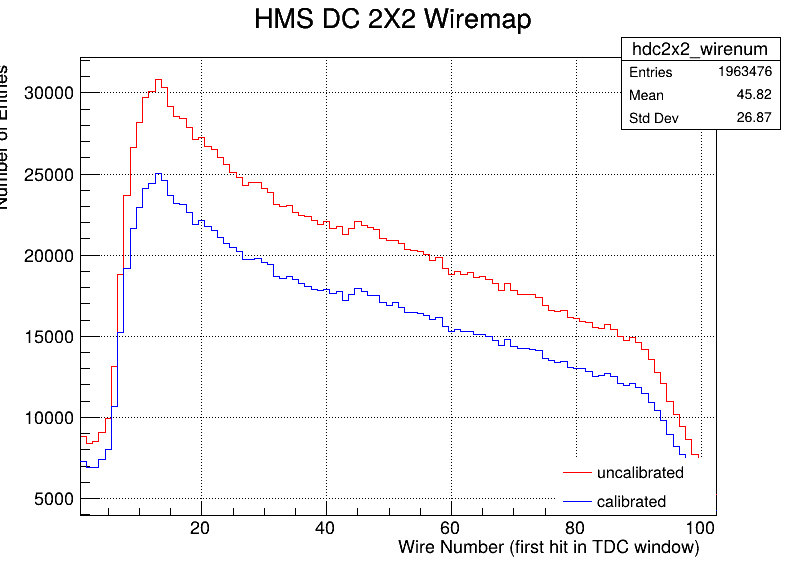 HMS DC 2X2 Wiremap
hdc2x2_wirenum
Entries 1963476
Mean 45.82
Std Dev 26.87
Number of Entries
30000
25000
20000
15000
10000
5000
uncalibrated
calibrated
20 40 60 80 100
Wire Number (first hit in TDC window)